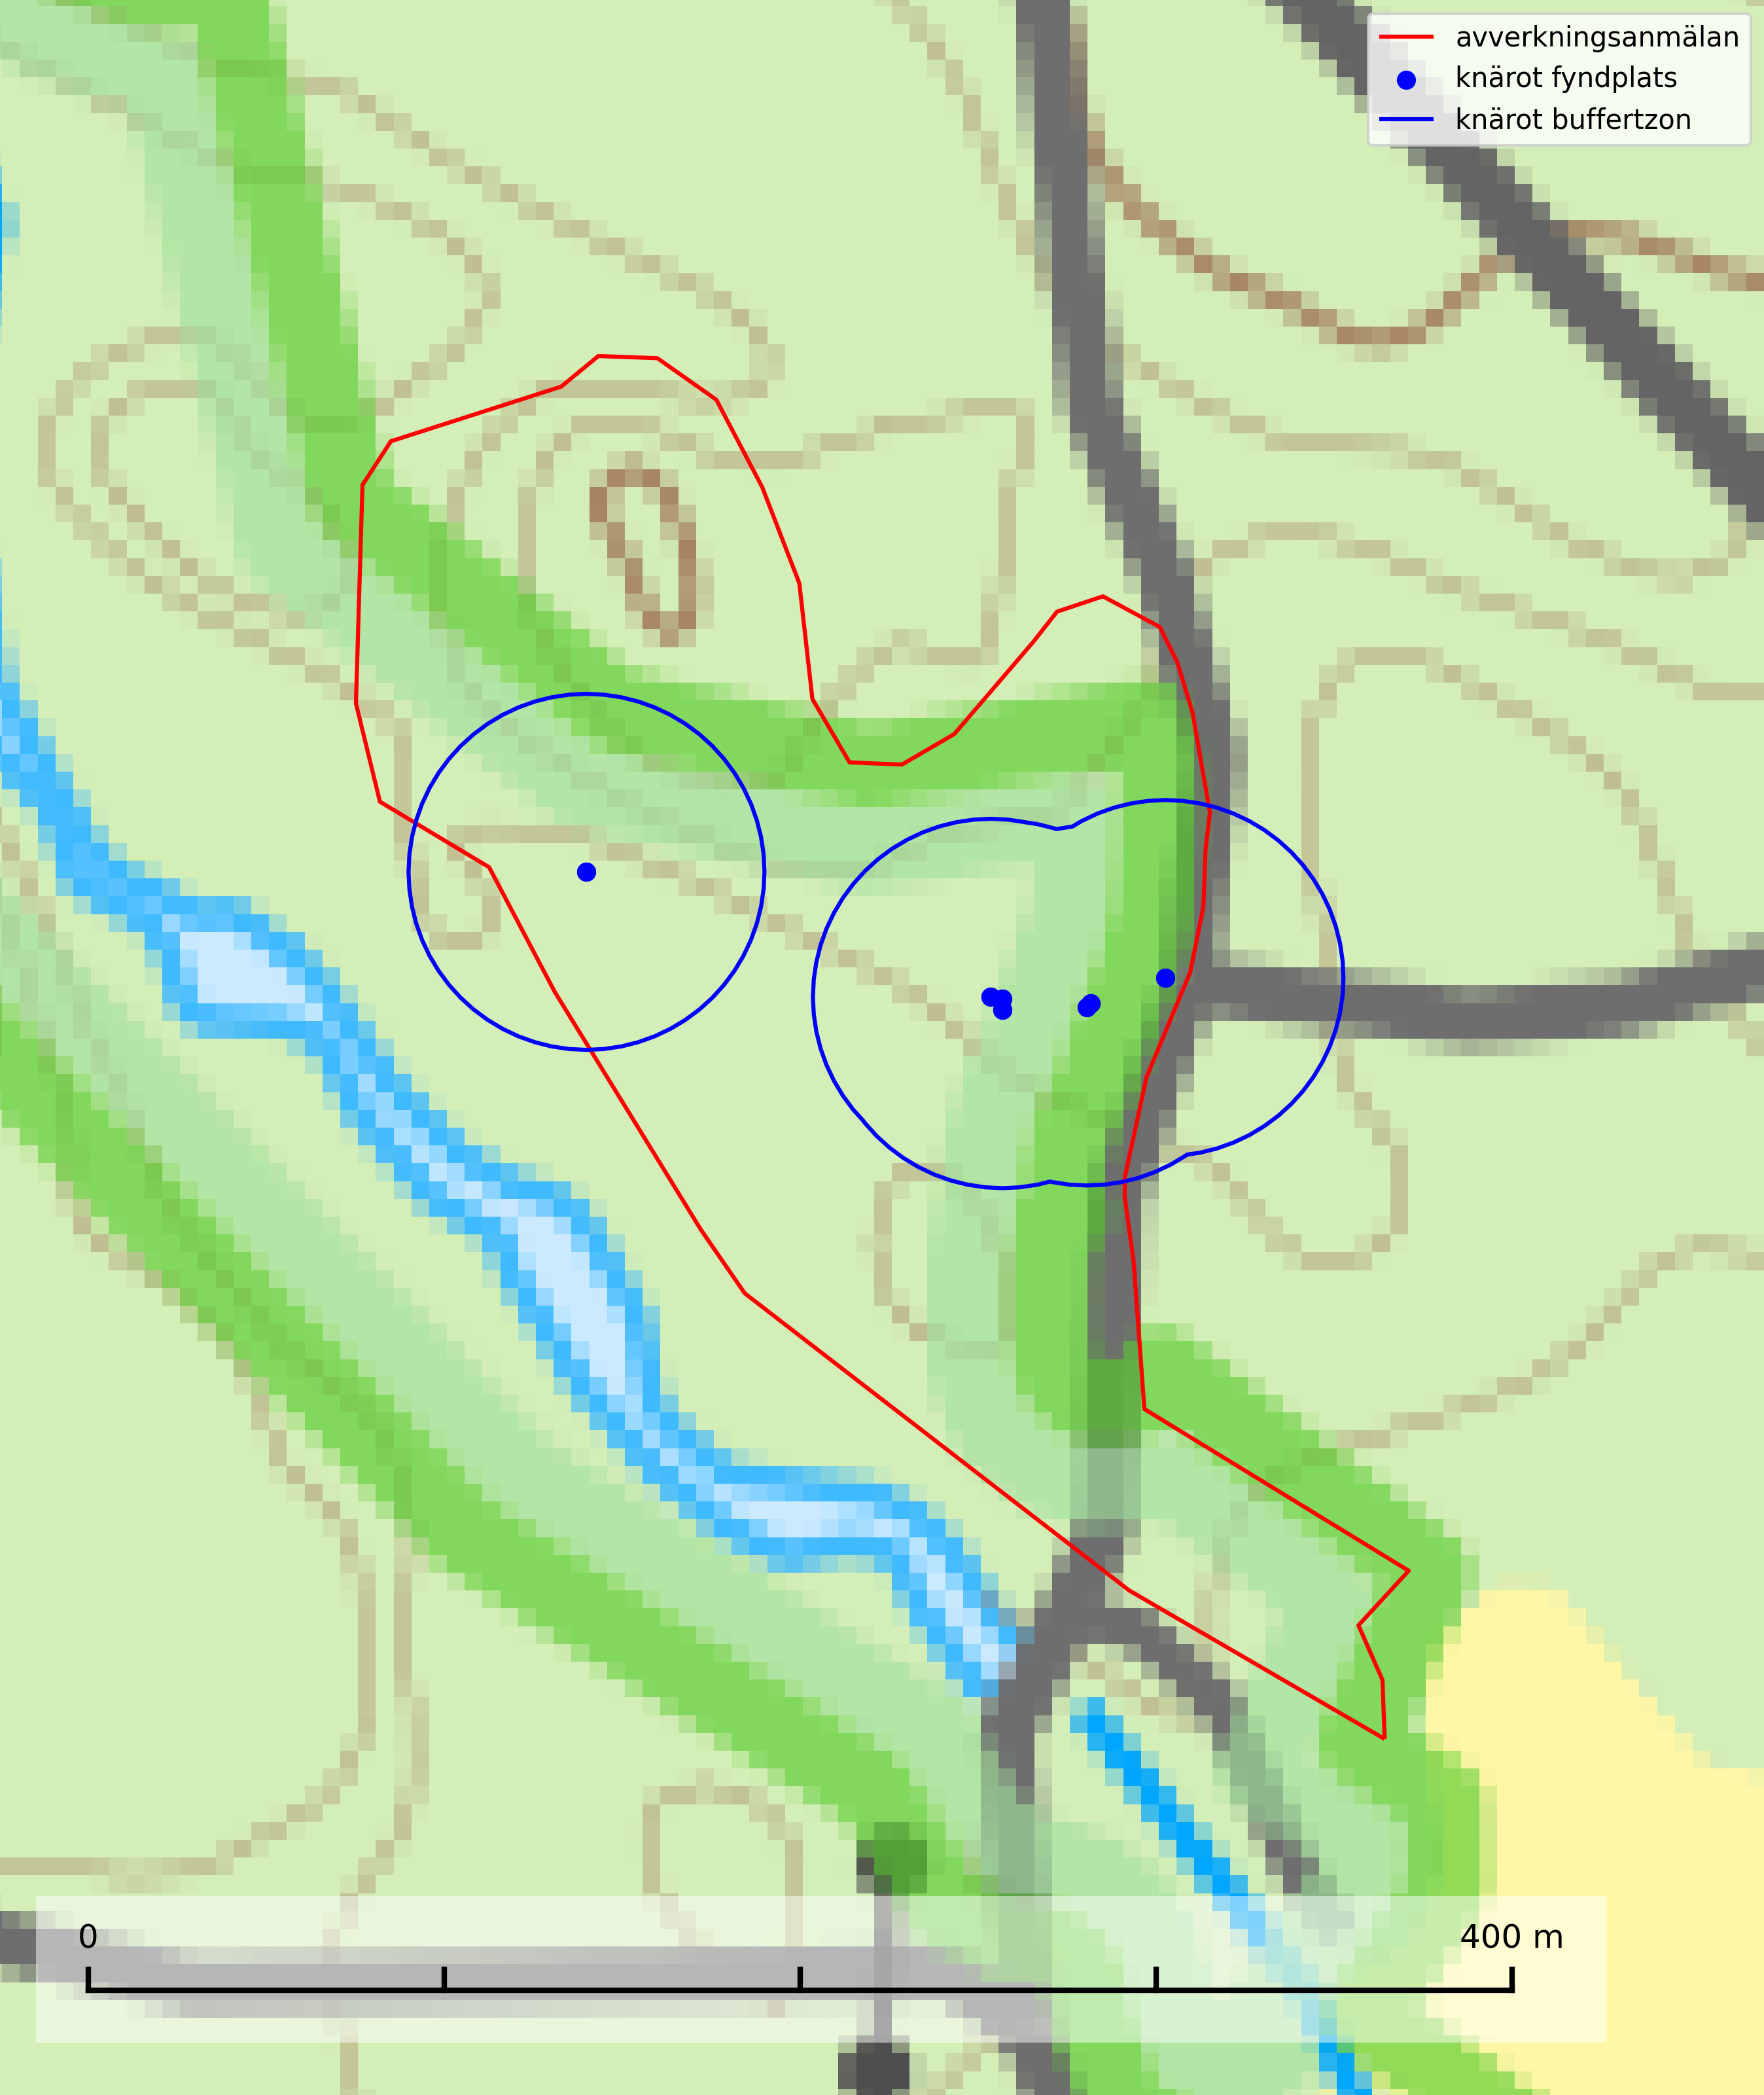 avverkningsanmälan
knärot fyndplats
knärot buffertzon
0 400 m